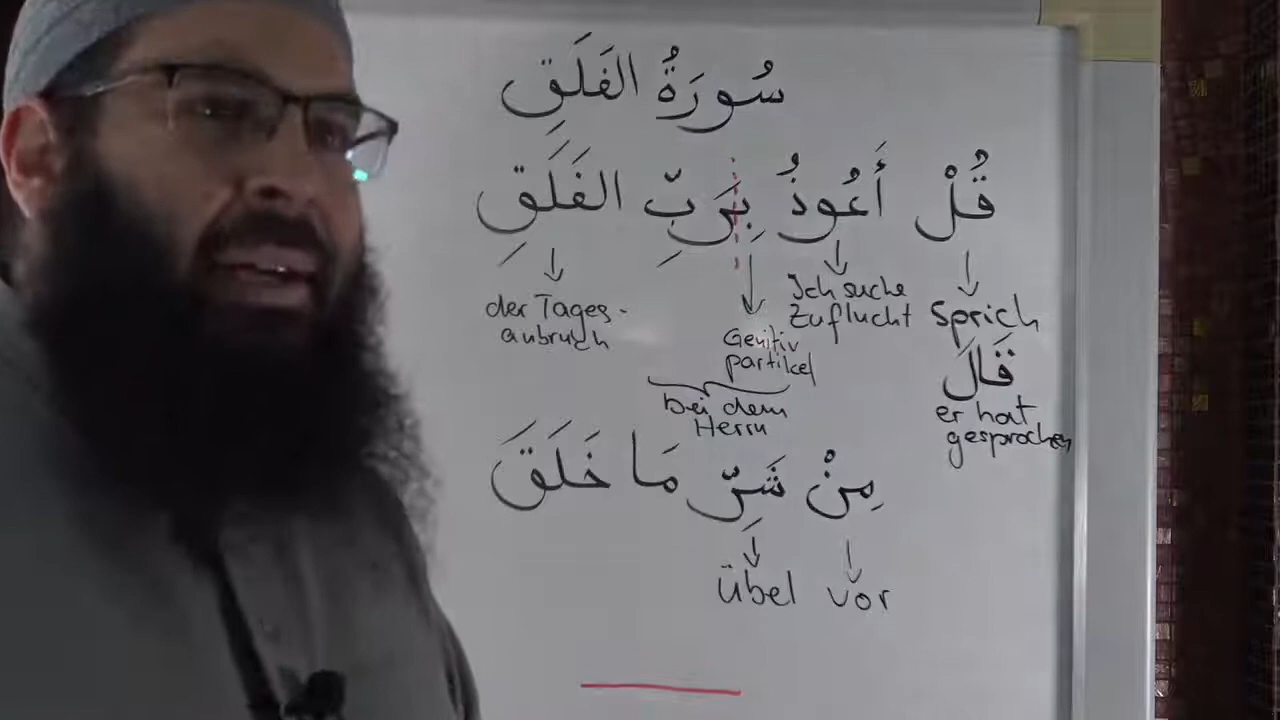 سُورَةُ الفَلَقِ
قُلْ أَعُوذُ بِرَبِّ الفَلَقِ
Sprich
قَالَ
er hat
gesprochen
Ich suche
Zuflucht
Genitiv
partikel
bei dem
Herrn
der Tages-
anbruch
مِنْ شَرِّ مَا خَلَقَ
vor
übel